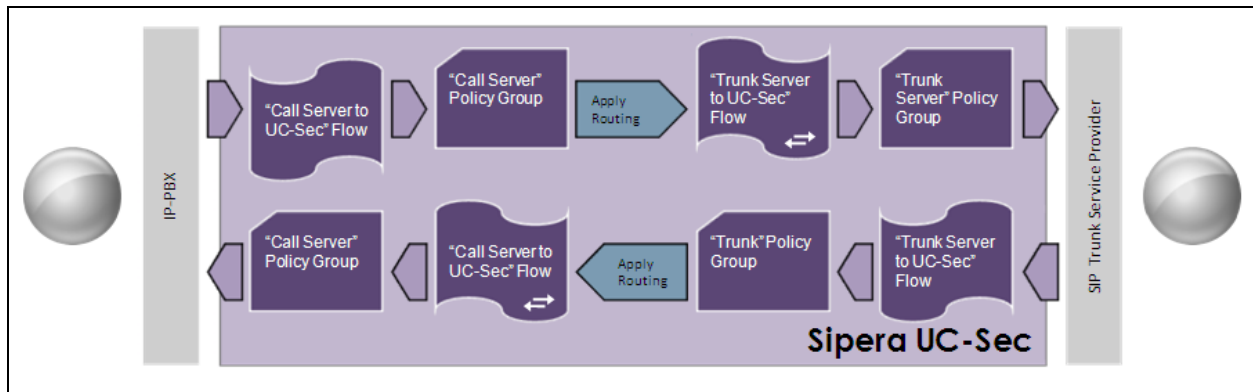 IP-PBX
“Call Server to
UC-Sec” Flow
“Call Server”
Policy Group
Apply
Routing
“Trunk Server
to UC-Sec”
Flow
“Trunk
Server” Policy
Group
SIP Trunk Service Provider
“Call Server”
Policy Group
“Call Server to
UC-Sec” Flow
Apply
Routing
“Trunk” Policy
Group
“Trunk Server
to UC-Sec”
Flow
Sipera UC-Sec